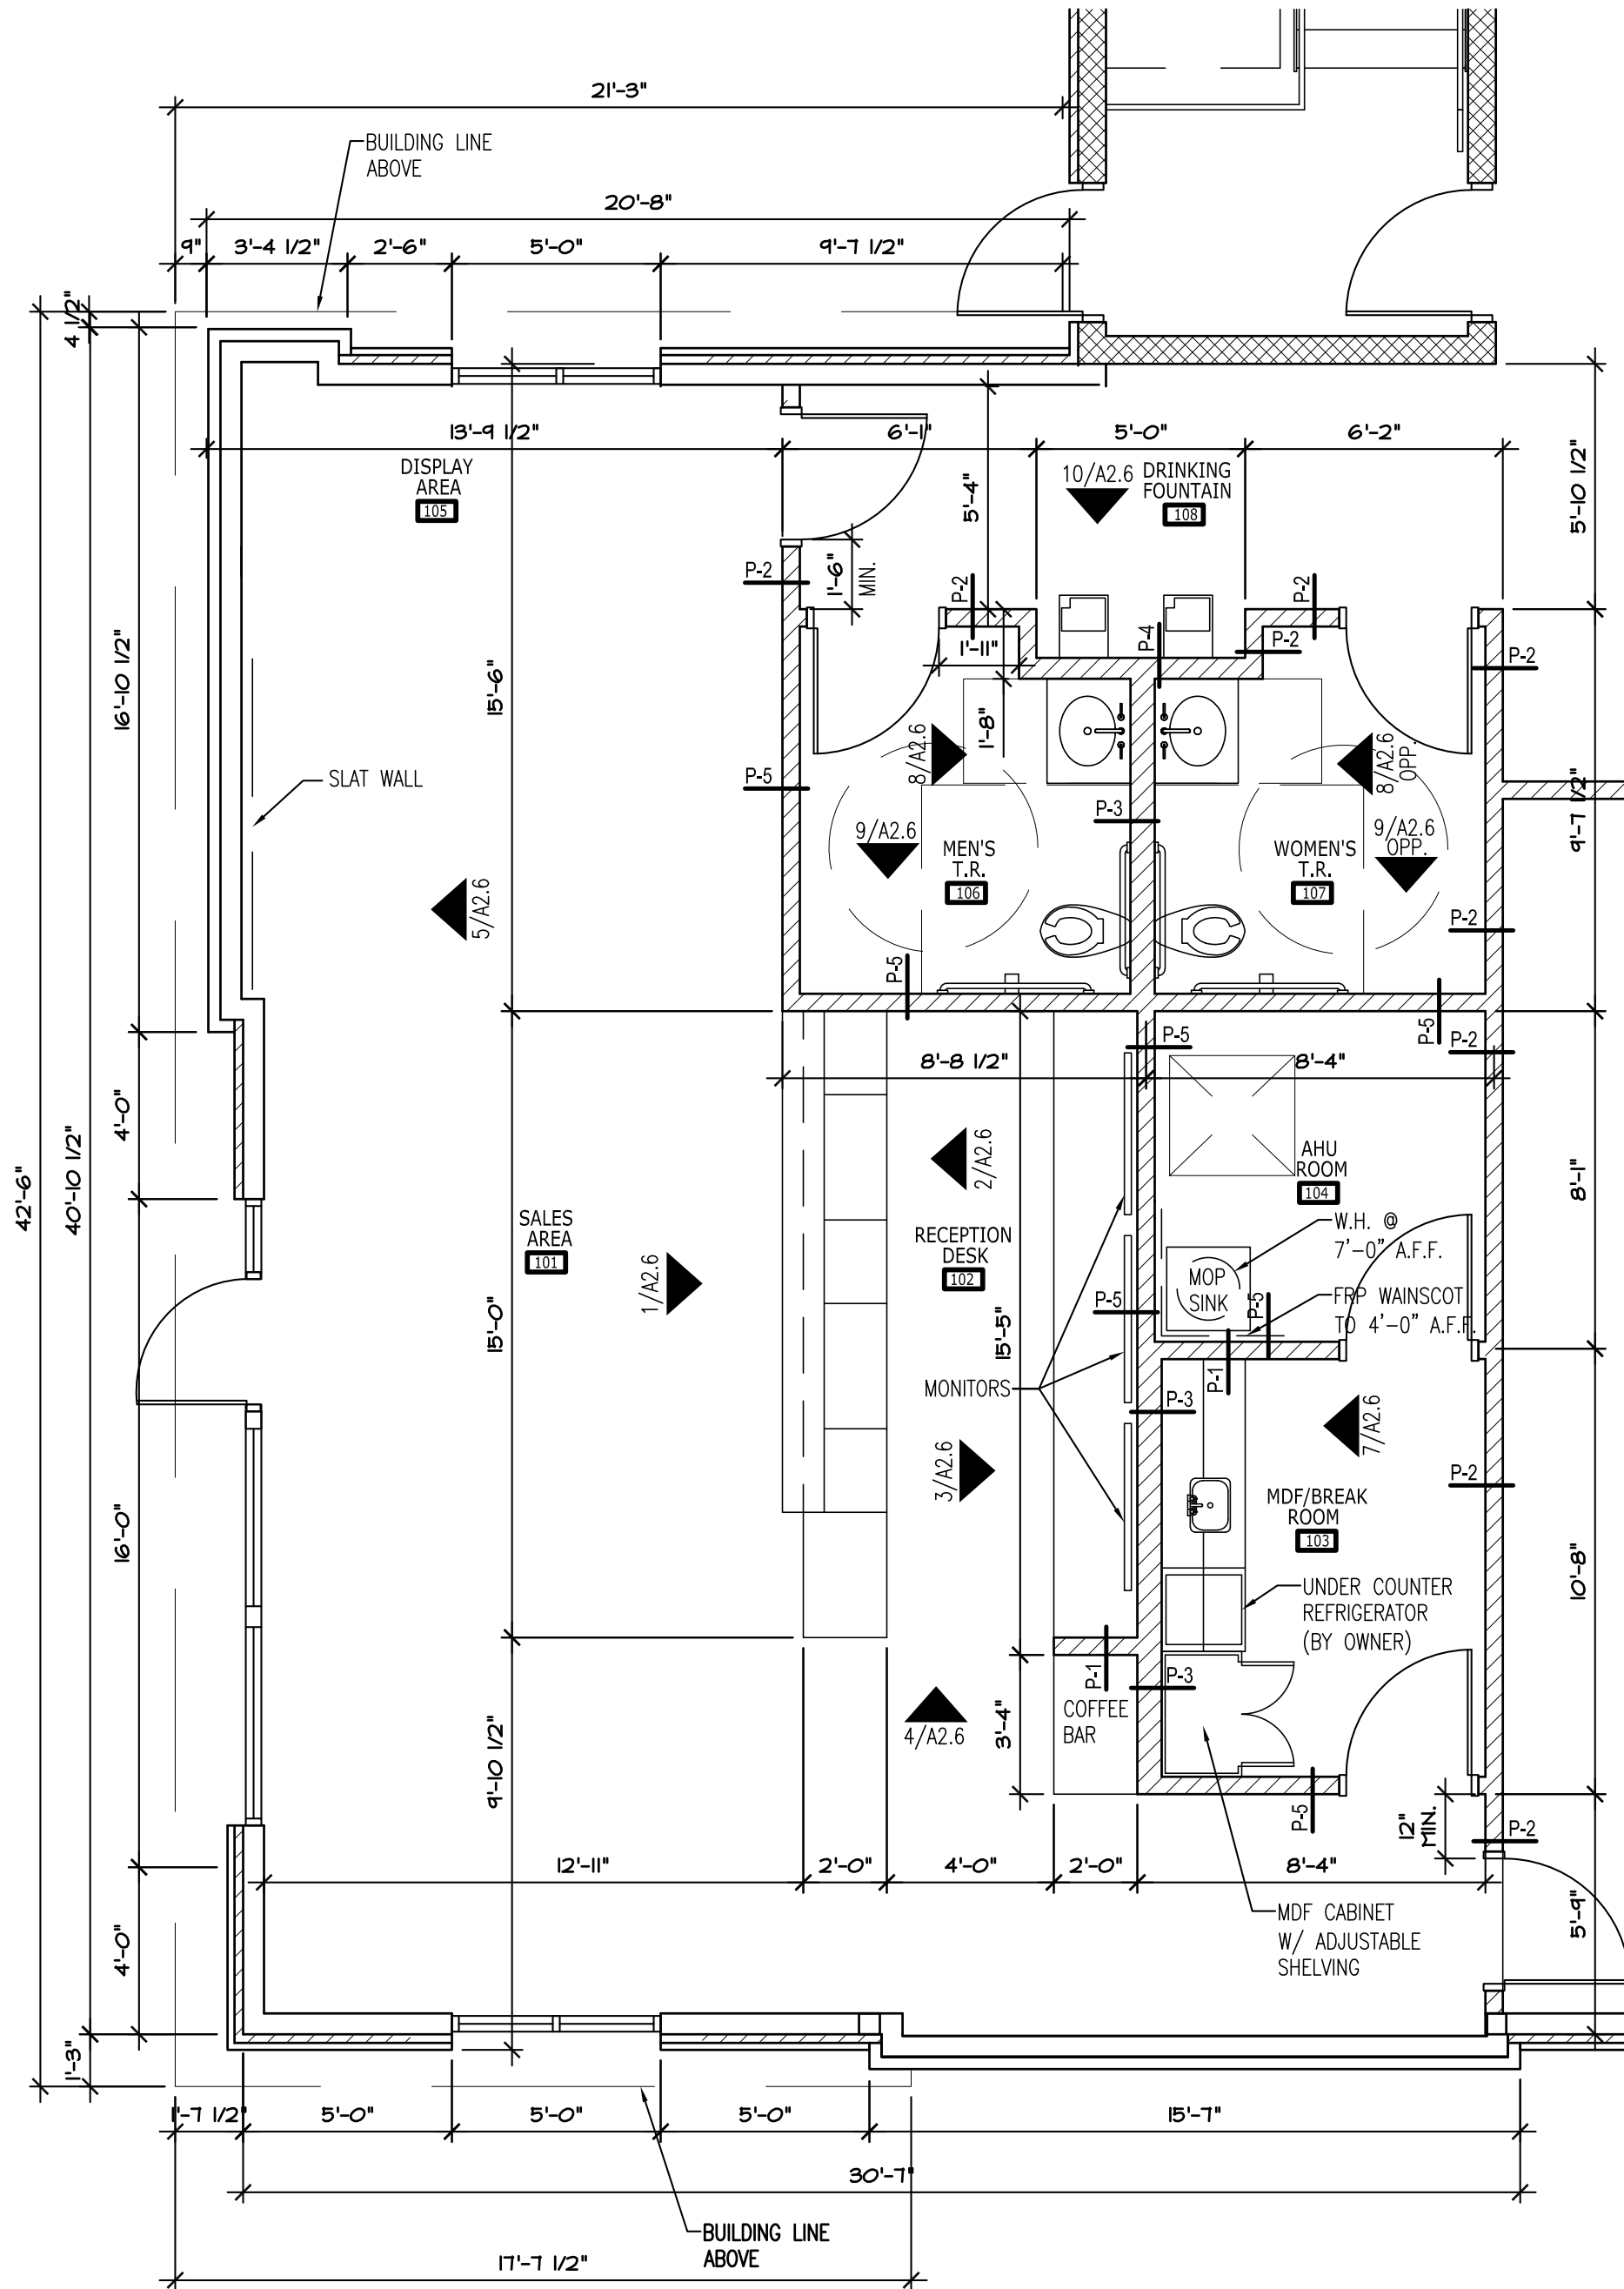 21'-3"
BUILDING LINE
ABOVE
20'-8"
9"
3'-4 1/2"
2'-6"
5'-0"
9'-7 1/2"
4 1/2"
13'-9 1/2"
6'-1"
5'-0"
6'-2"
DISPLAY
AREA
105
10/A2.6
DRINKING
FOUNTAIN
108
5'-4"
5'-10 1/2"
P-2
1'-6"
MIN.
P-2
P-2
P-4
P-2
1'-11"
P-2
16'-10 1/2"
15'-6"
1'-8"
8/A2.6
8/A2.6
OPP.
SLAT WALL
P-5
P-3
9'-7 1/2"
9/A2.6
MEN'S
T.R.
106
WOMEN'S
T.R.
107
9/A2.6
OPP.
5/A2.6
P-2
P-5
P-5
P-5
P-2
8'-8 1/2"
8'-4"
4'-0"
42'-6"
40'-10 1/2"
2/A2.6
AHU
ROOM
104
8'-1"
SALES
AREA
101
RECEPTION
DESK
102
W.H. @
7'-0" A.F.F.
1/A2.6
MOP
SINK
P-5
P-5
FRP WAINSCOT
TO 4'-0" A.F.F.
15'-0"
15'-5"
MONITORS
P-1
P-3
7/A2.6
3/A2.6
P-2
MDF/BREAK
ROOM
103
16'-0"
10'-8"
UNDER COUNTER
REFRIGERATOR
(BY OWNER)
P-1
P-3
COFFEE
BAR
4/A2.6
3'-4"
9'-10 1/2"
P-5
12"
MIN.
P-2
12'-11"
2'-0"
4'-0"
2'-0"
8'-4"
MDF CABINET
W/ ADJUSTABLE
SHELVING
5'-9"
4'-0"
1'-3"
1'-7 1/2"
5'-0"
5'-0"
5'-0"
15'-7"
30'-7"
BUILDING LINE
ABOVE
17'-7 1/2"